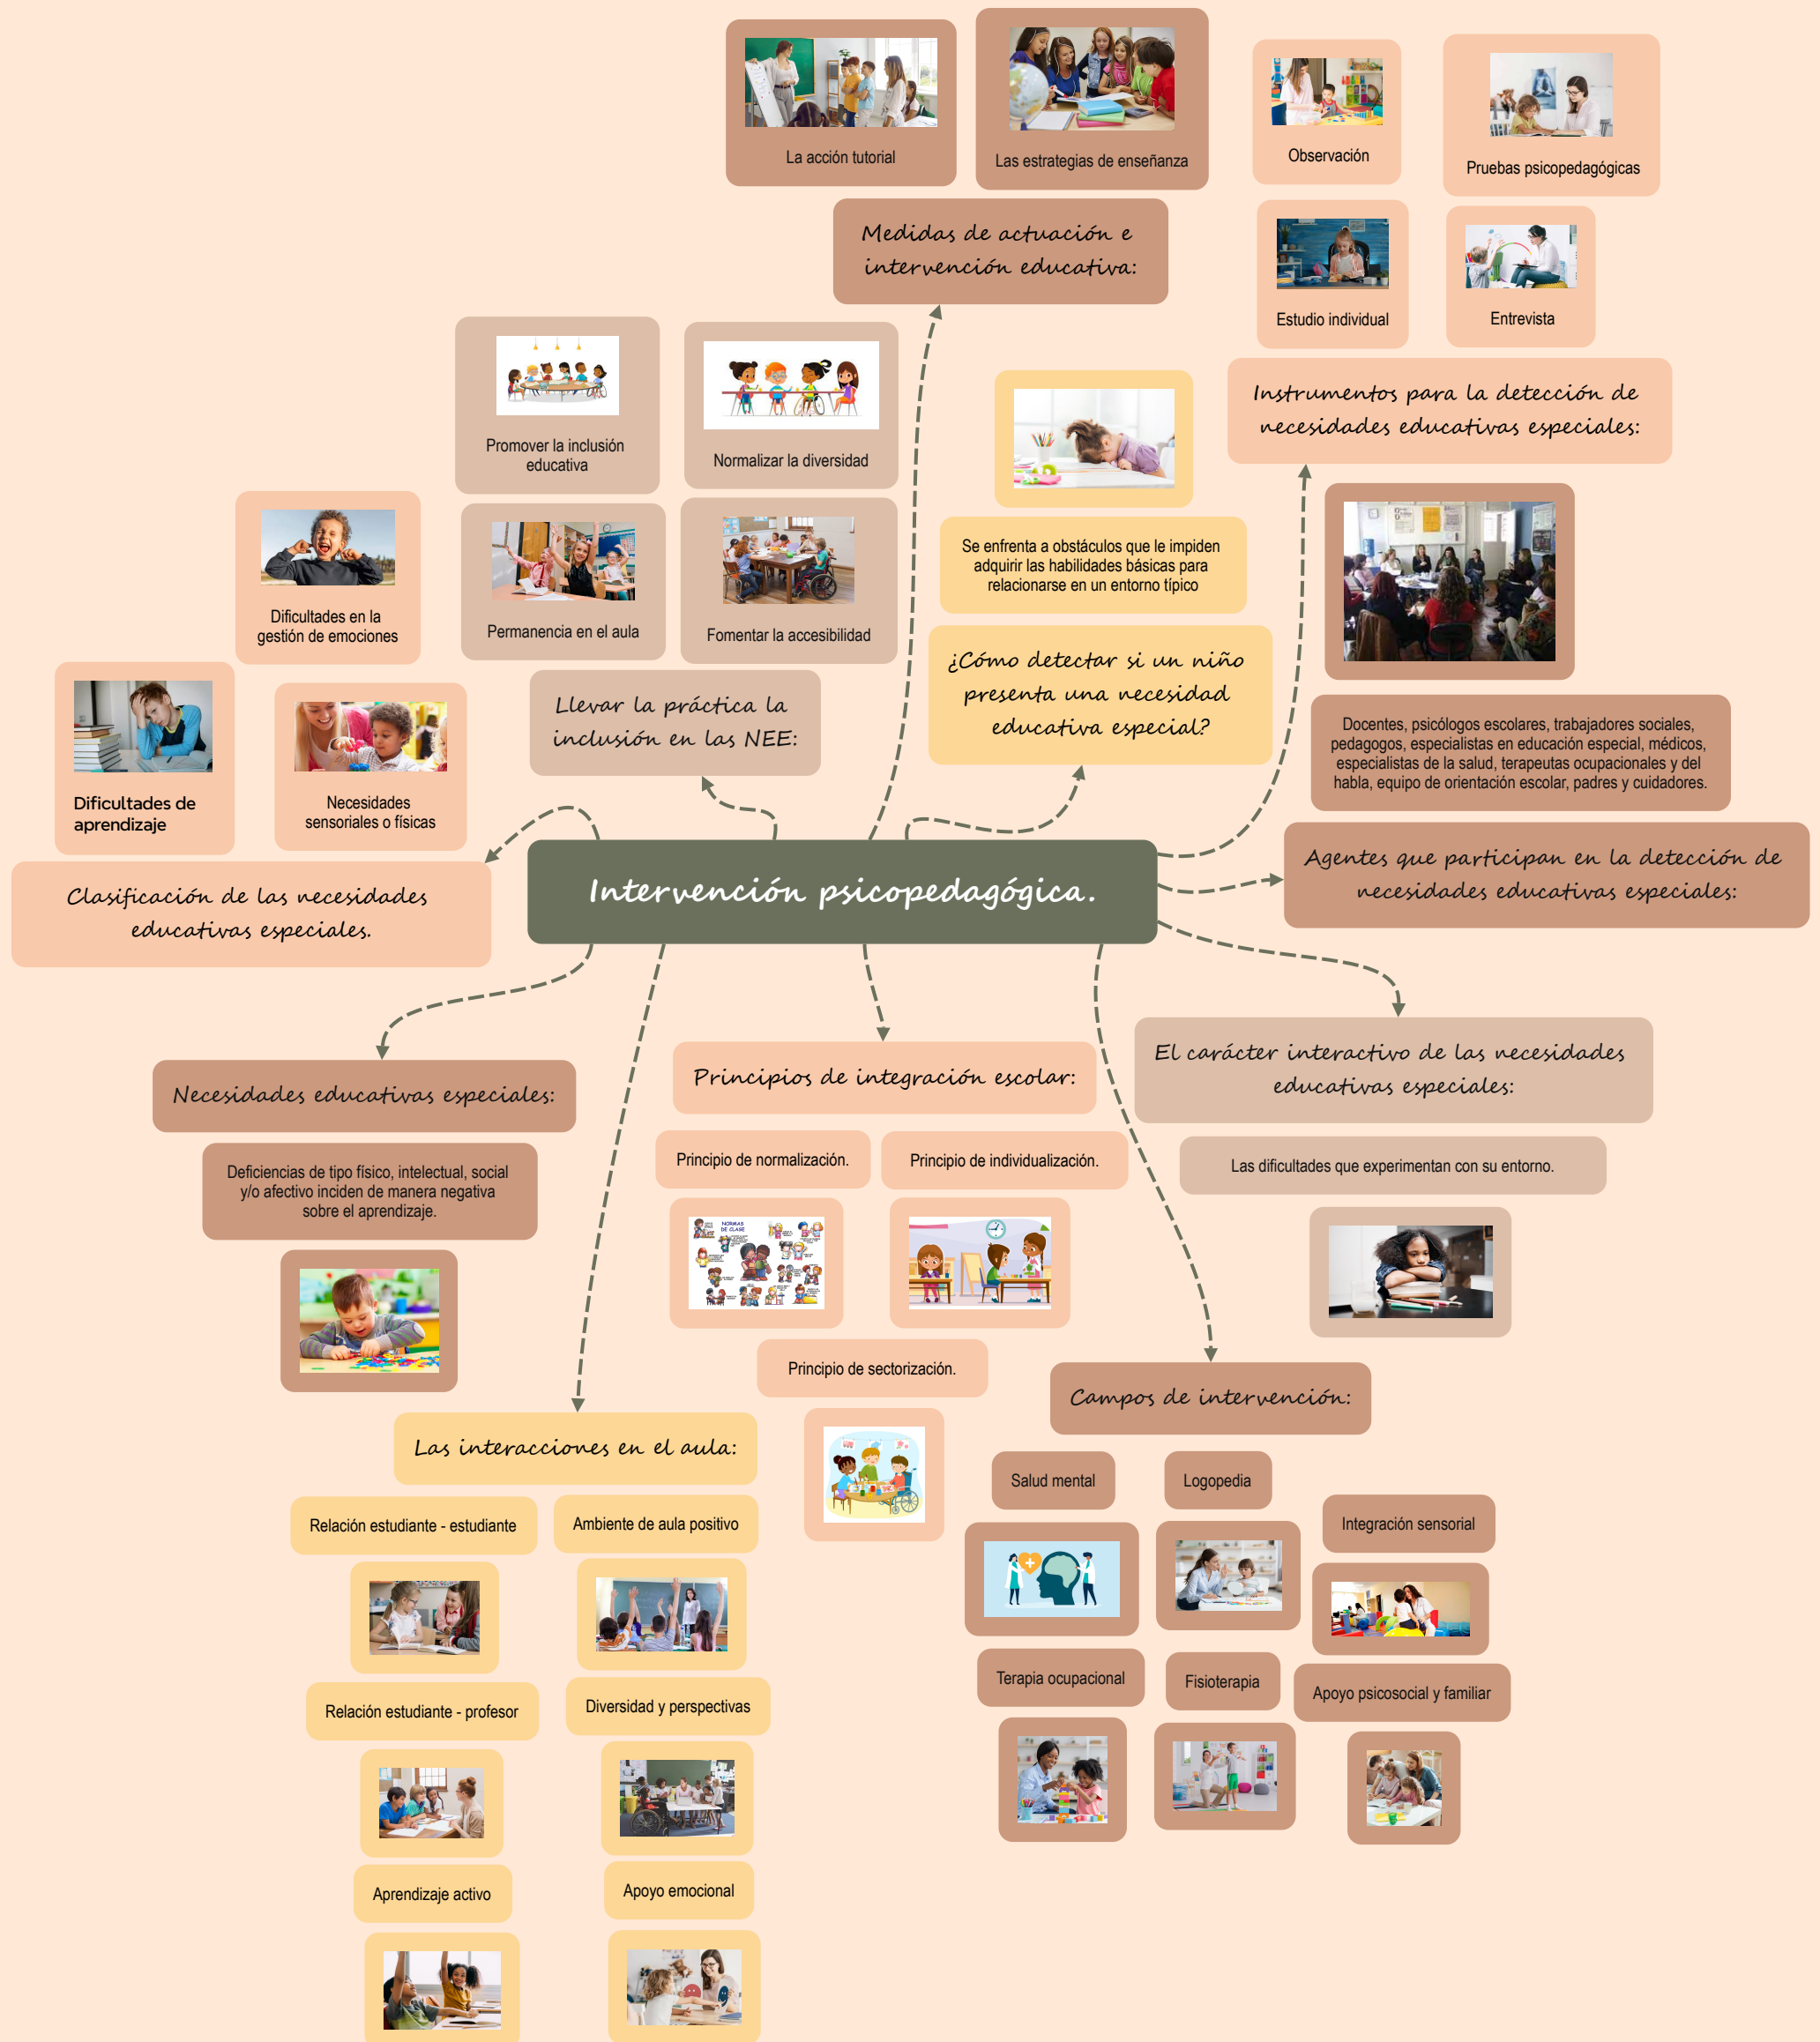 La acción tutorial
Las estrategias de enseñanza
Medidas de actuación e
intervención educativa:
Observación
Pruebas psicopedagógicas
Estudio individual
Entrevista
Instrumentos para la detección de
necesidades educativas especiales:
Promover la inclusión
educativa
Normalizar la diversidad
Permanencia en el aula
Fomentar la accesibilidad
Llevar la práctica la
inclusión en las NEE:
Se enfrenta a obstáculos que le impiden
adquirir las habilidades básicas para
relacionarse en un entorno típico
¿Cómo detectar si un niño
presenta una necesidad
educativa especial?
Dificultades en la
gestión de emociones
Dificultades de
aprendizaje
Necesidades
sensoriales o físicas
Clasificación de las necesidades
educativas especiales.
Docentes, psicólogos escolares, trabajadores sociales,
pedagogos, especialistas en educación especial, médicos,
especialistas de la salud, terapeutas ocupacionales y del
habla, equipo de orientación escolar, padres y cuidadores.
Agentes que participan en la detección de
necesidades educativas especiales:
Intervención psicopedagógica.
Necesidades educativas especiales:
Deficiencias de tipo físico, intelectual, social
y/o afectivo inciden de manera negativa
sobre el aprendizaje.
Principios de integración escolar:
Principio de normalización.
Principio de individualización.
NORMAS
DE CLASE
Principio de sectorización.
El carácter interactivo de las necesidades
educativas especiales:
Las dificultades que experimentan con su entorno.
Campos de intervención:
Salud mental
Logopedia
Integración sensorial
Terapia ocupacional
Fisioterapia
Apoyo psicosocial y familiar
Las interacciones en el aula:
Relación estudiante - estudiante
Ambiente de aula positivo
Relación estudiante - profesor
Diversidad y perspectivas
Aprendizaje activo
Apoyo emocional